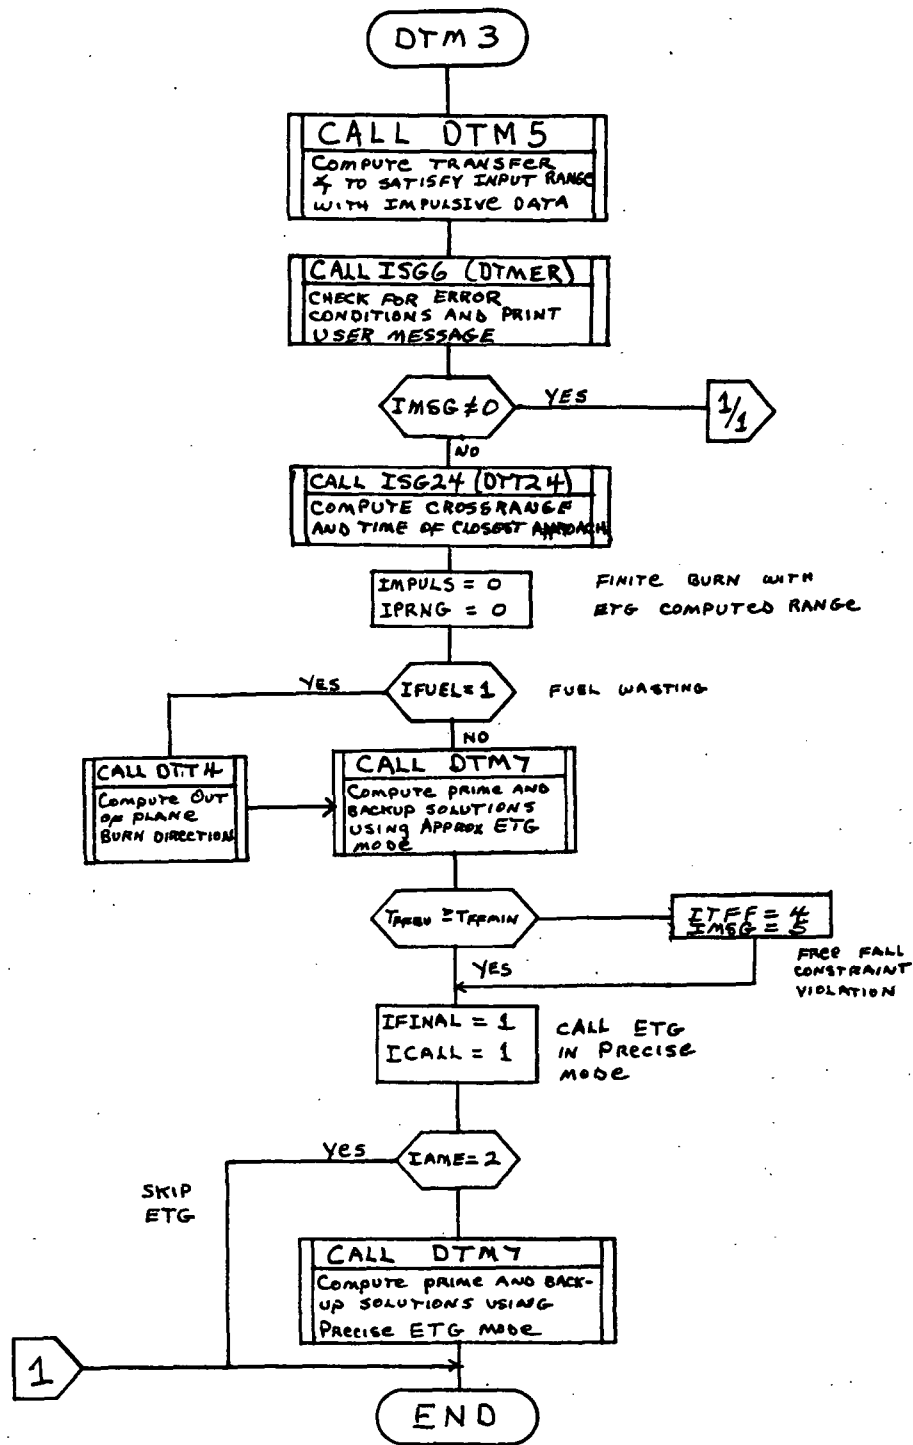 DTM 3
CALL DTM 5
COMPUTE TRANSFER
∡ TO SATISFY INPUT RANGE
WITH IMPULSIVE DATA
CALL ISG6 (DTMER)
CHECK FOR ERROR
CONDITIONS AND PRINT
USER MESSAGE
IMSG ≠ 0
YES
1/1
NO
CALL ISG24 (DTT24)
COMPUTE CROSSRANGE
AND TIME OF CLOSEST APPROACH
IMPULS = 0
IPRNG = 0
FINITE BURN WITH
ETG COMPUTED RANGE
YES
IFUEL = 1
FUEL WASTING
NO
CALL DTT4
COMPUTE OUT
OF PLANE
BURN DIRECTION
CALL DTM7
COMPUTE PRIME AND
BACKUP SOLUTIONS
USING APPROX ETG
MODE
≥ TFFMIN
ITFF = 4
IMSG = 5
YES
FREE FALL
CONSTRAINT
VIOLATION
IFINAL = 1
ICALL = 1
CALL ETG
IN PRECISE
MODE
YES
IAME = 2
SKIP
ETG
CALL DTM7
COMPUTE PRIME AND BACK-
UP SOLUTIONS USING
PRECISE ETG MODE
1
END